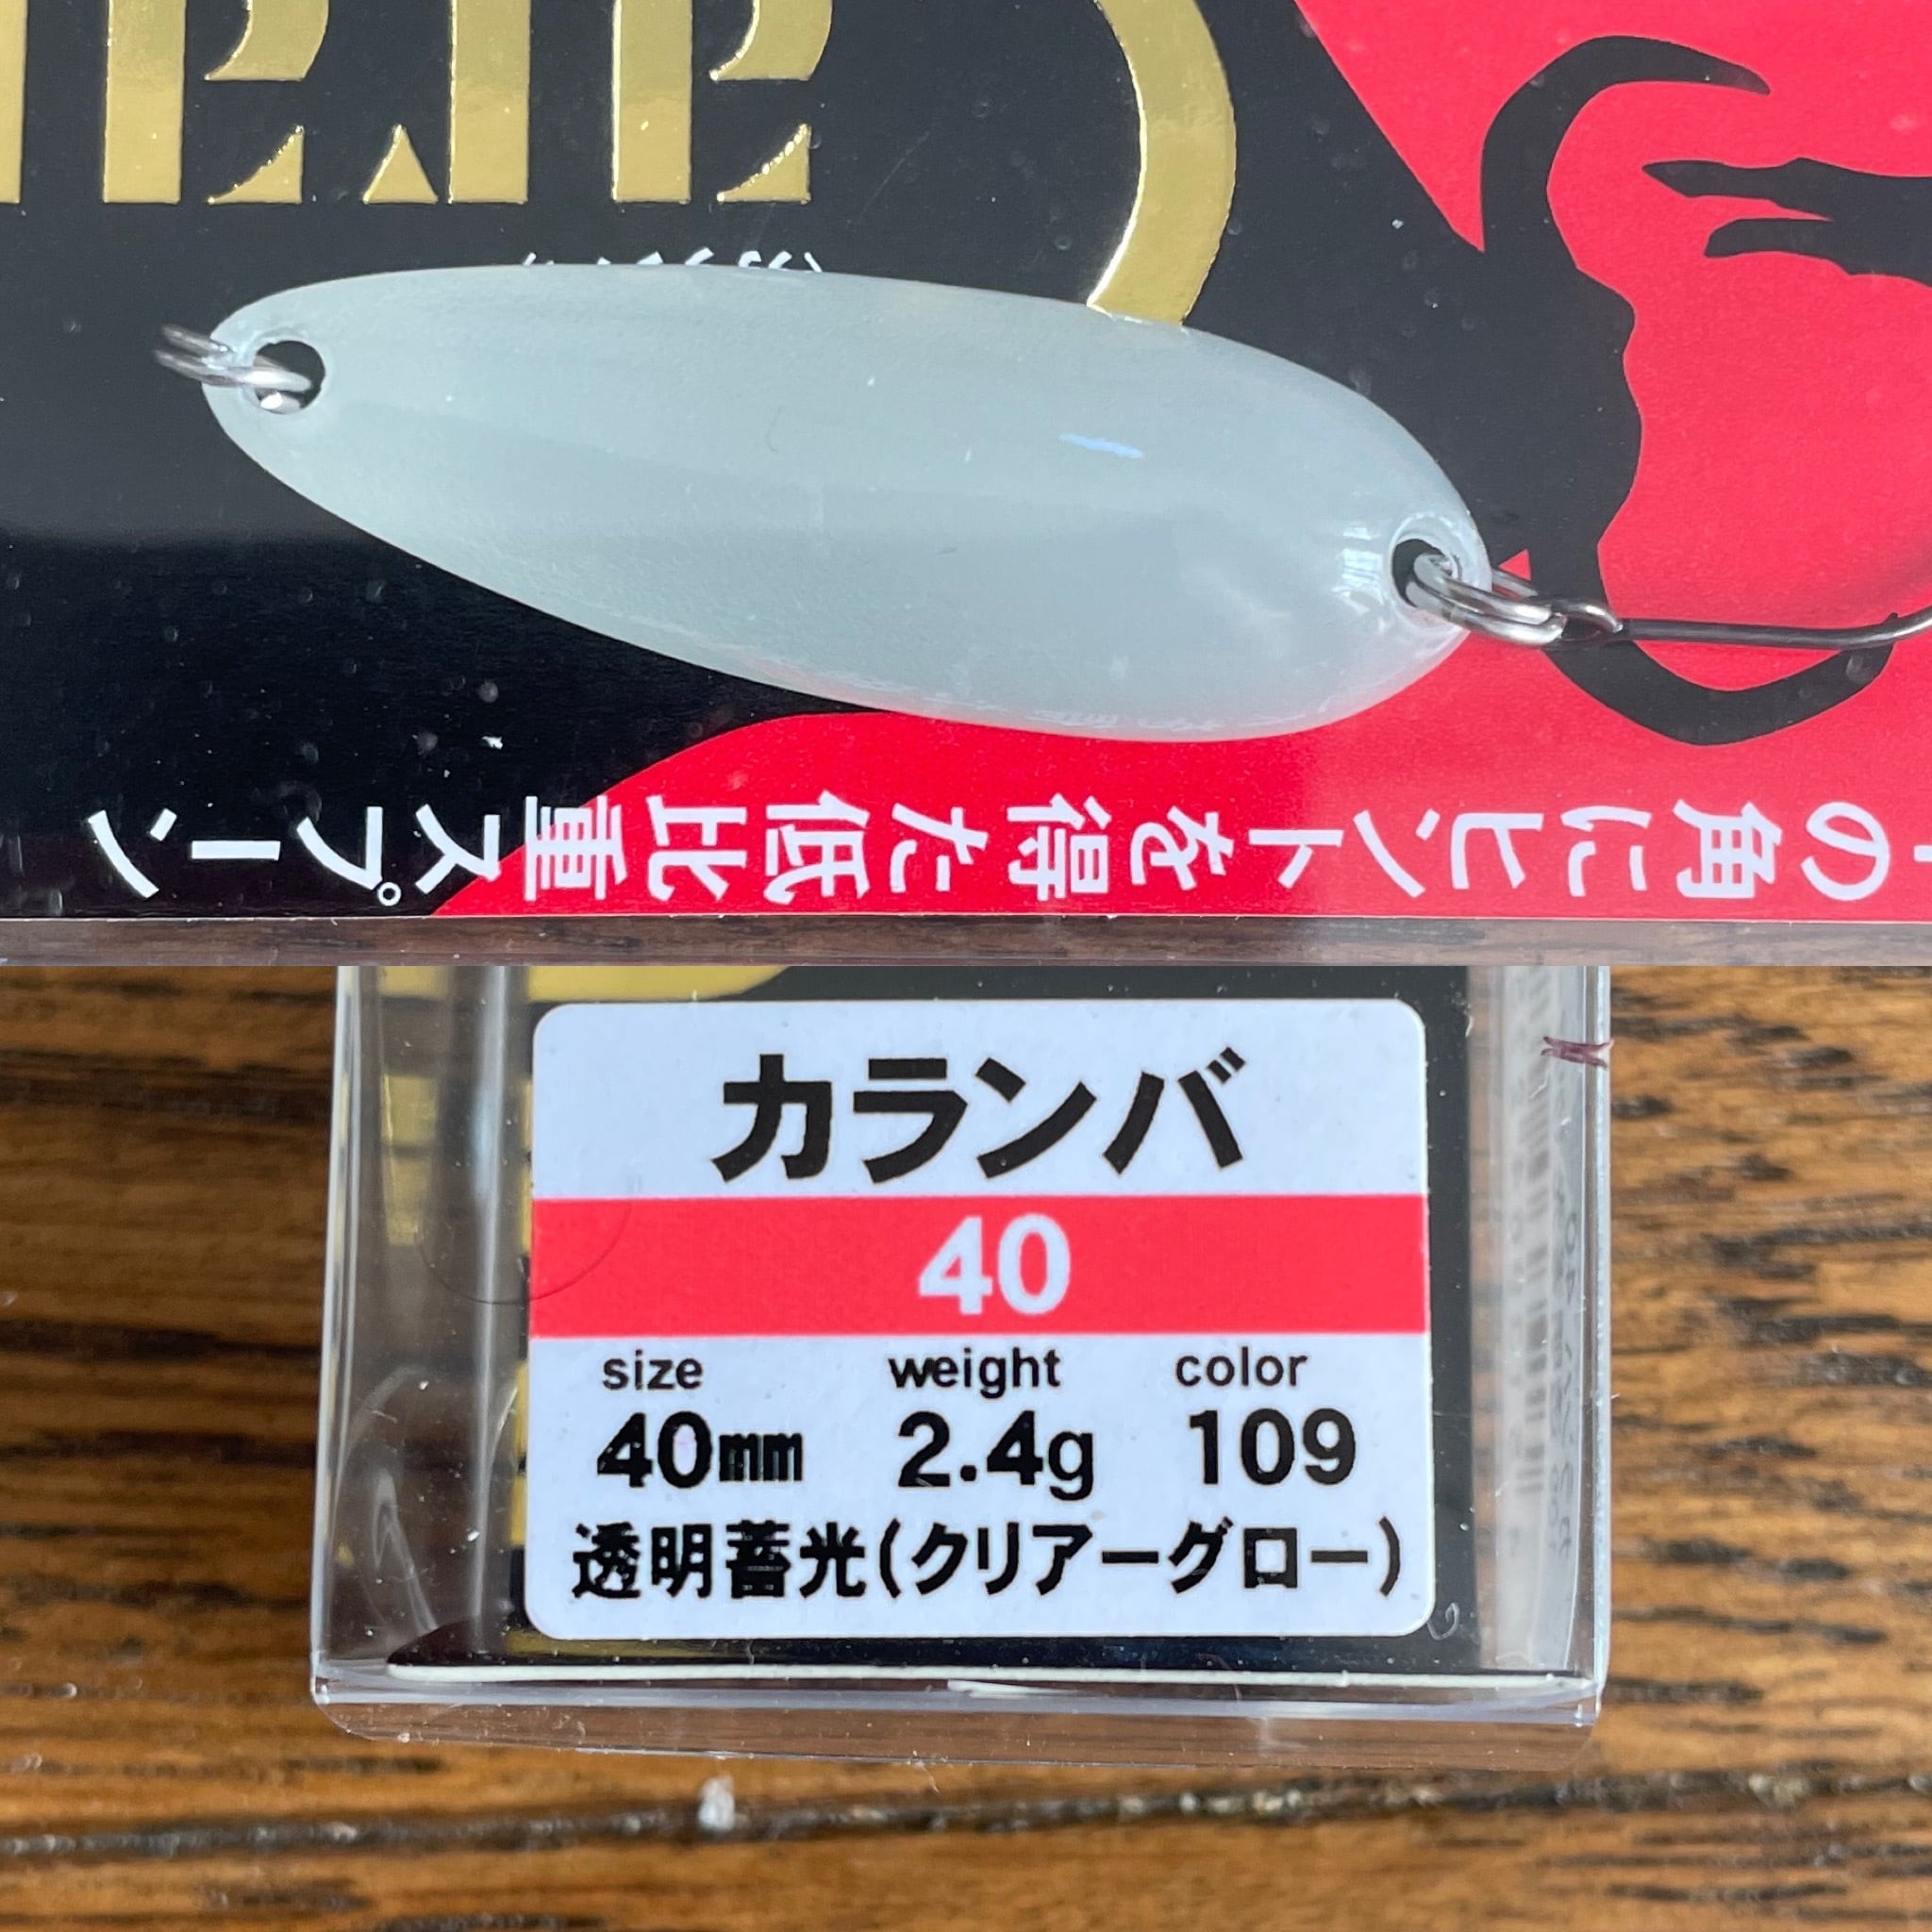 の角にヒントを得た低比重スプーン
カランバ
40
size weight color
40mm 2.4g 109
透明蓄光(クリアーグロー)